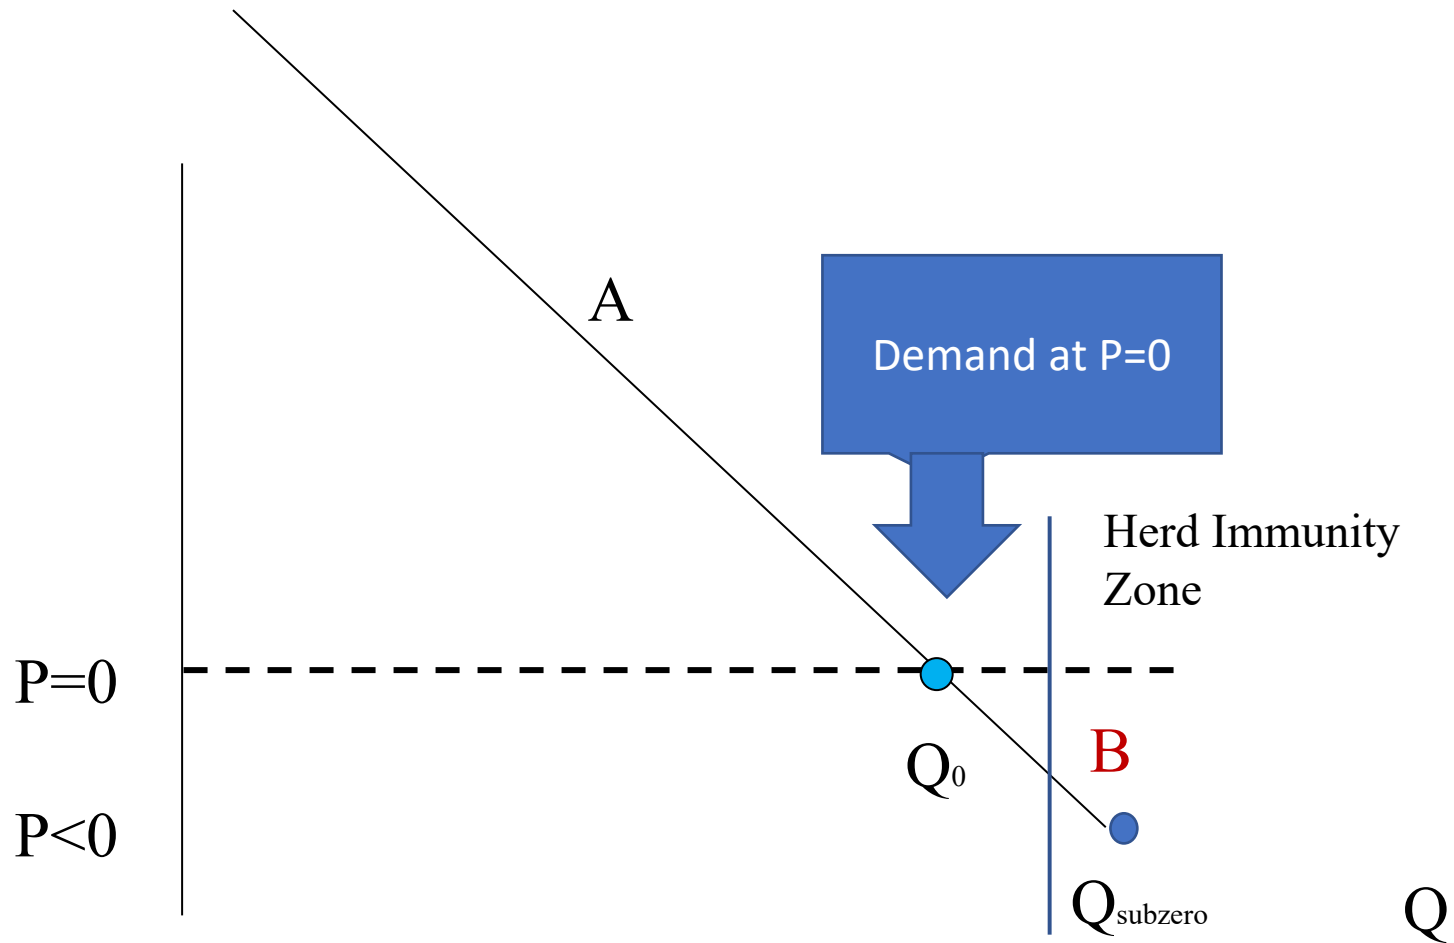 A
Demand at P=0
Herd Immunity
Zone
P=0
Q₀
B
P<0
Qsubzero
Q